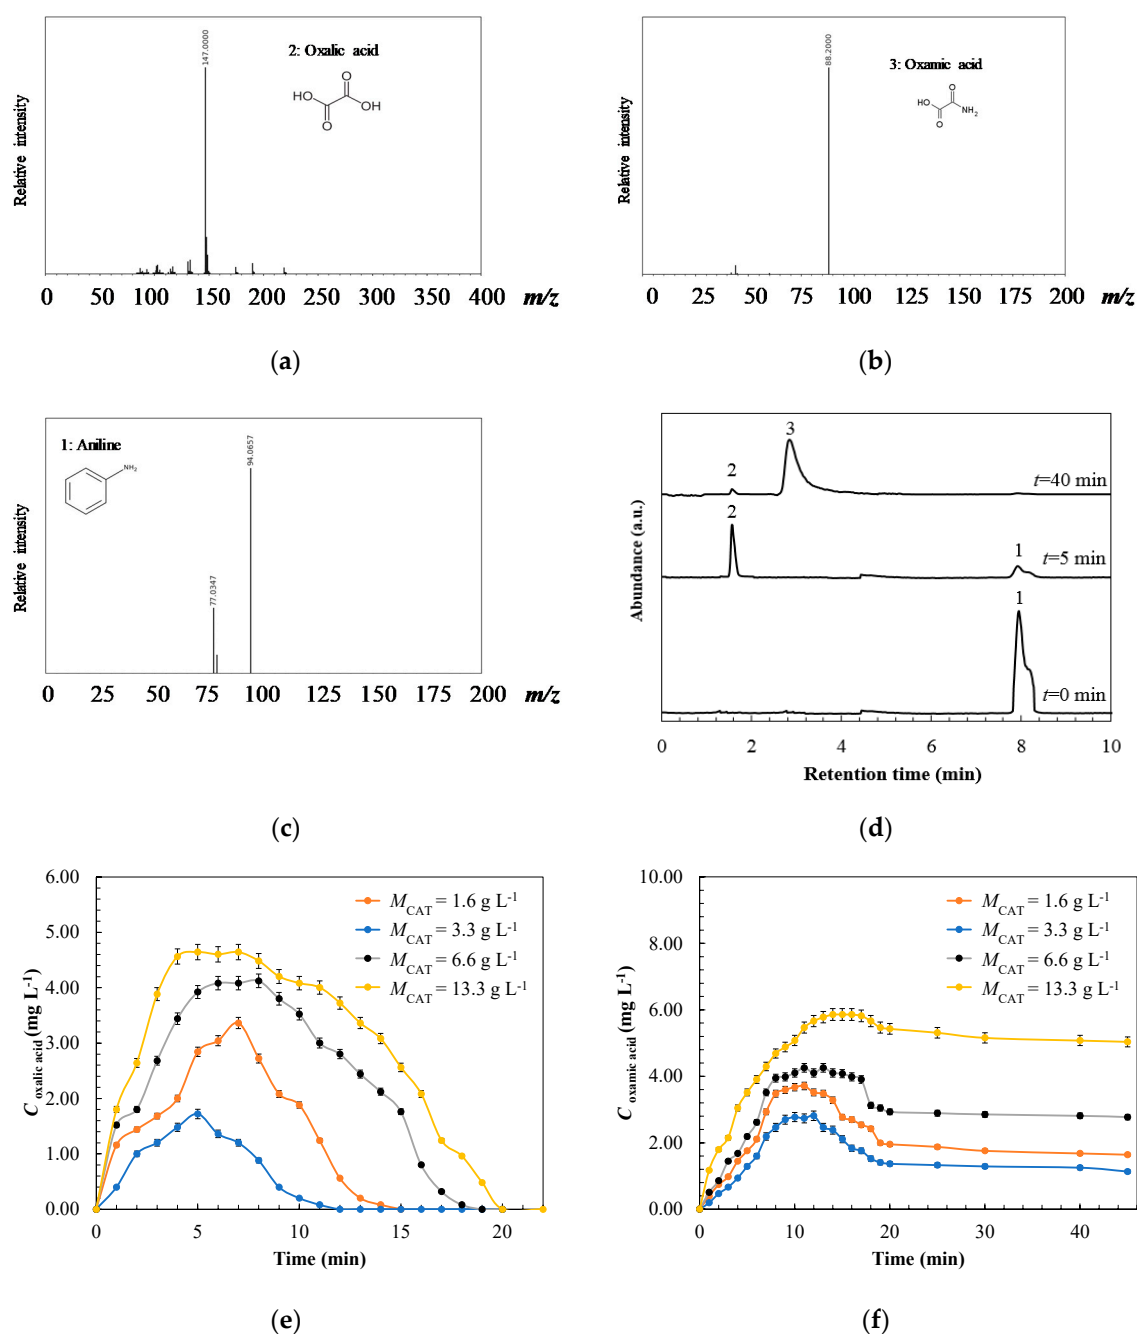 2: Oxalic acid
147.0000
HO
O
OH
O
Relative intensity
0 50 100 150 200 250 300 350 400 m/z
(a)
3: Oxamic acid
88.2000
O
HO
NH2
O
Relative intensity
0 25 50 75 100 125 150 175 200 m/z
(b)
1: Aniline
NH2
77.0347
94.0657
Relative intensity
0 25 50 75 100 125 150 175 200 m/z
(c)
3
2
t=40 min
2
1
t=5 min
1
t=0 min
Abundance (a.u.)
0 2 4 6 8 10
Retention time (min)
(d)
6.00
5.00
4.00
3.00
2.00
1.00
0.00
C oxalic acid (mg L-1)
MCAT = 1.6 g L-1
MCAT = 3.3 g L-1
MCAT = 6.6 g L-1
MCAT = 13.3 g L-1
0 5 10 15 20
Time (min)
(e)
10.00
8.00
6.00
4.00
2.00
0.00
C oxamic acid (mg L-1)
MCAT = 1.6 g L-1
MCAT = 3.3 g L-1
MCAT = 6.6 g L-1
MCAT = 13.3 g L-1
0 10 20 30 40
Time (min)
(f)